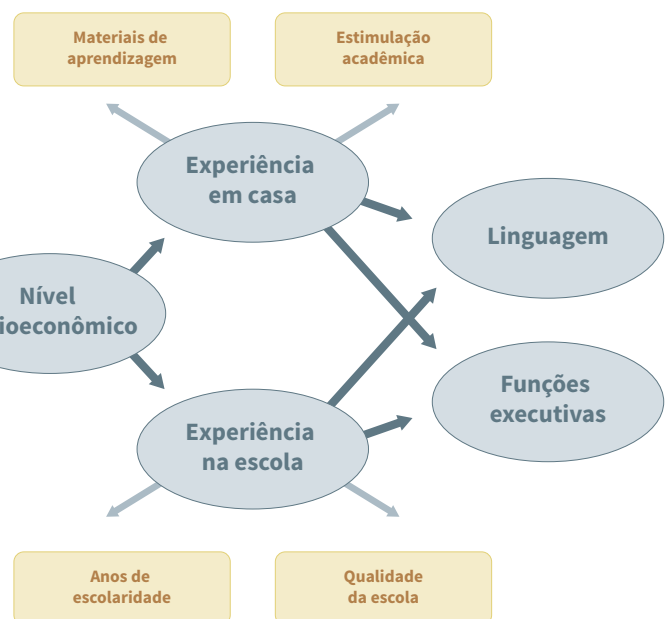 Materiais de
aprendizagem
Estimulação
acadêmica
Experiência
em casa
Linguagem
Nível
ioeconômico
Funções
executivas
Experiência
na escola
Anos de
escolaridade
Qualidade
da escola